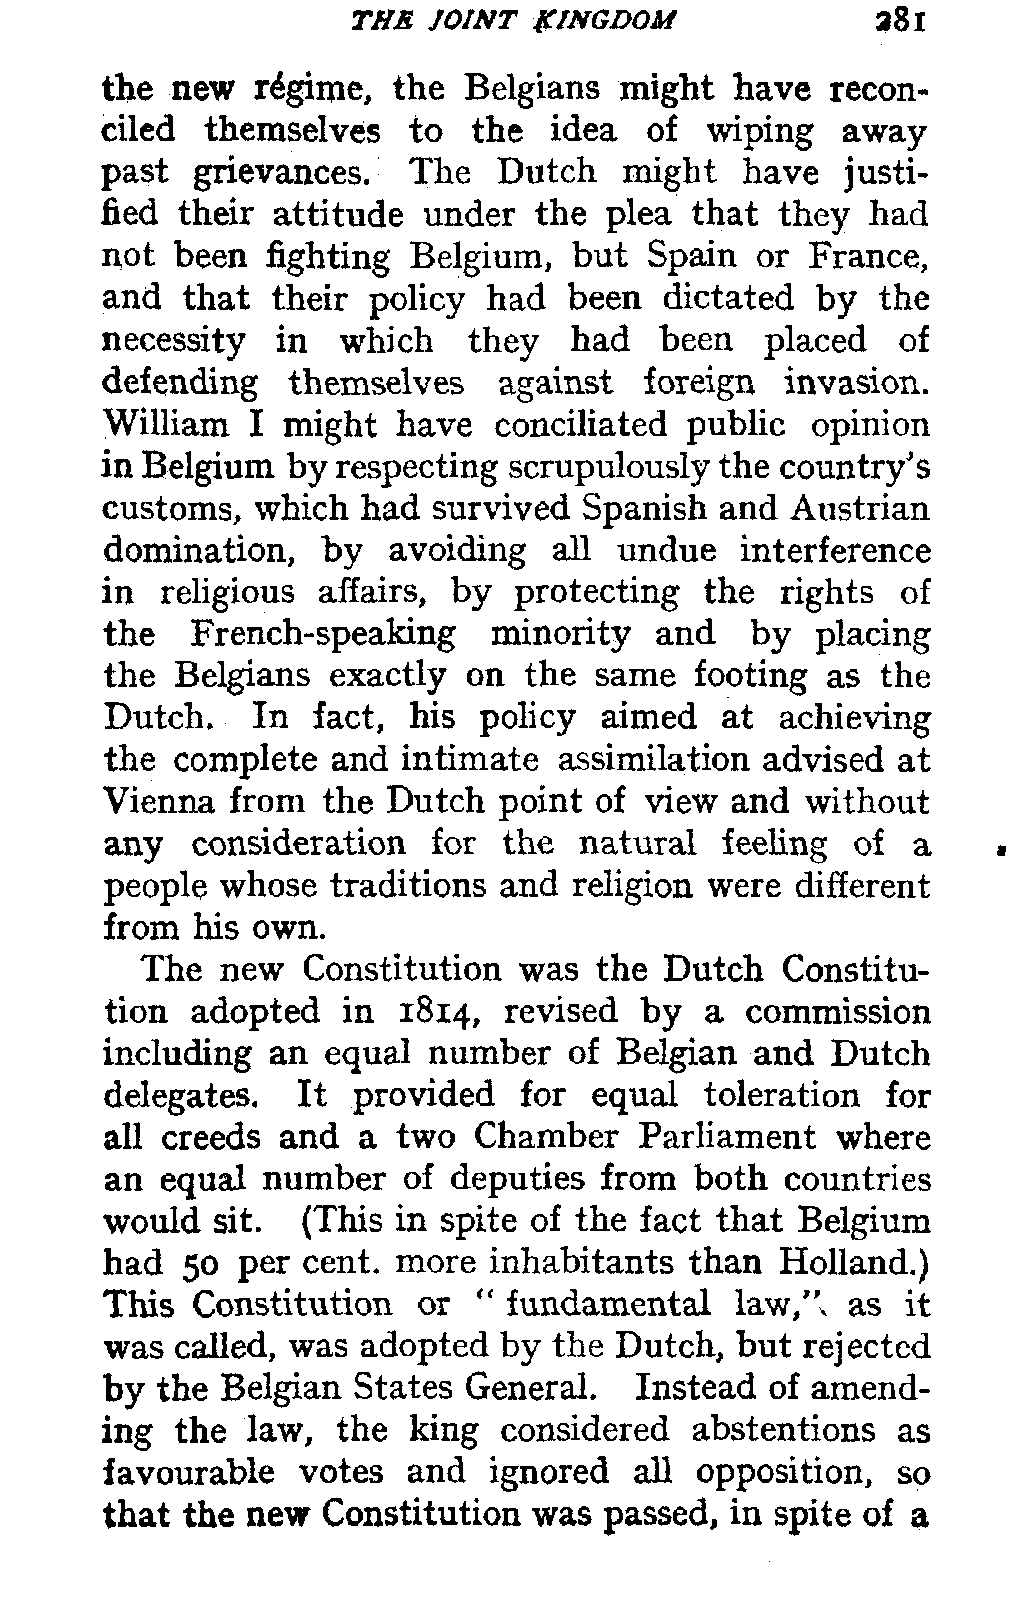 THE JOINT KINGDOM 281
the new régime, the Belgians might have recon-
ciled themselves to the idea of wiping away
past grievances. The Dutch might have justi-
fied their attitude under the plea that they had
not been fighting Belgium, but Spain or France,
and that their policy had been dictated by the
necessity in which they had been placed of
defending themselves against foreign invasion.
William I might have conciliated public opinion
in Belgium by respecting scrupulously the country's
customs, which had survived Spanish and Austrian
domination, by avoiding all undue interference
in religious affairs, by protecting the rights of
the French-speaking minority and by placing
the Belgians exactly on the same footing as the
Dutch. In fact, his policy aimed at achieving
the complete and intimate assimilation advised at
Vienna from the Dutch point of view and without
any consideration for the natural feeling of a
people whose traditions and religion were different
from his own.
The new Constitution was the Dutch Constitu-
tion adopted in 1814, revised by a commission
including an equal number of Belgian and Dutch
delegates. It provided for equal toleration for
all creeds and a two Chamber Parliament where
an equal number of deputies from both countries
would sit. (This in spite of the fact that Belgium
had 50 per cent. more inhabitants than Holland.)
This Constitution or " fundamental law," as it
was called, was adopted by the Dutch, but rejected
by the Belgian States General. Instead of amend-
ing the law, the king considered abstentions as
favourable votes and ignored all opposition, so
that the new Constitution was passed, in spite of a